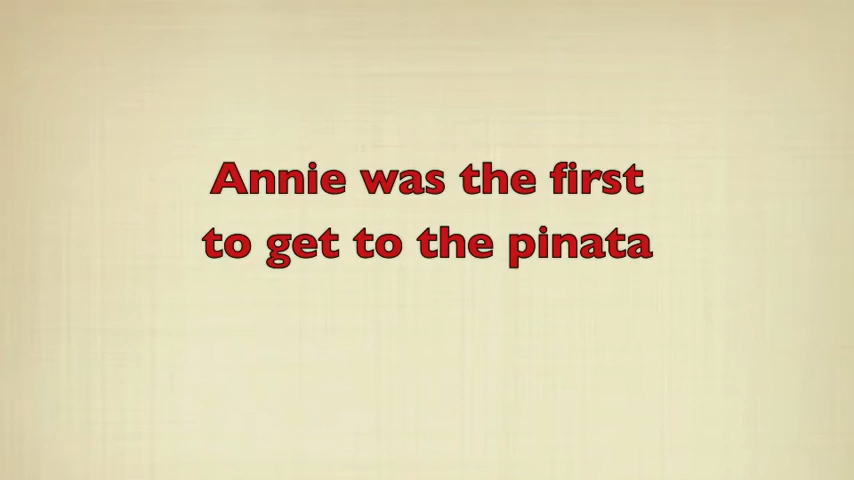 Annie was the first
to get to the pinata